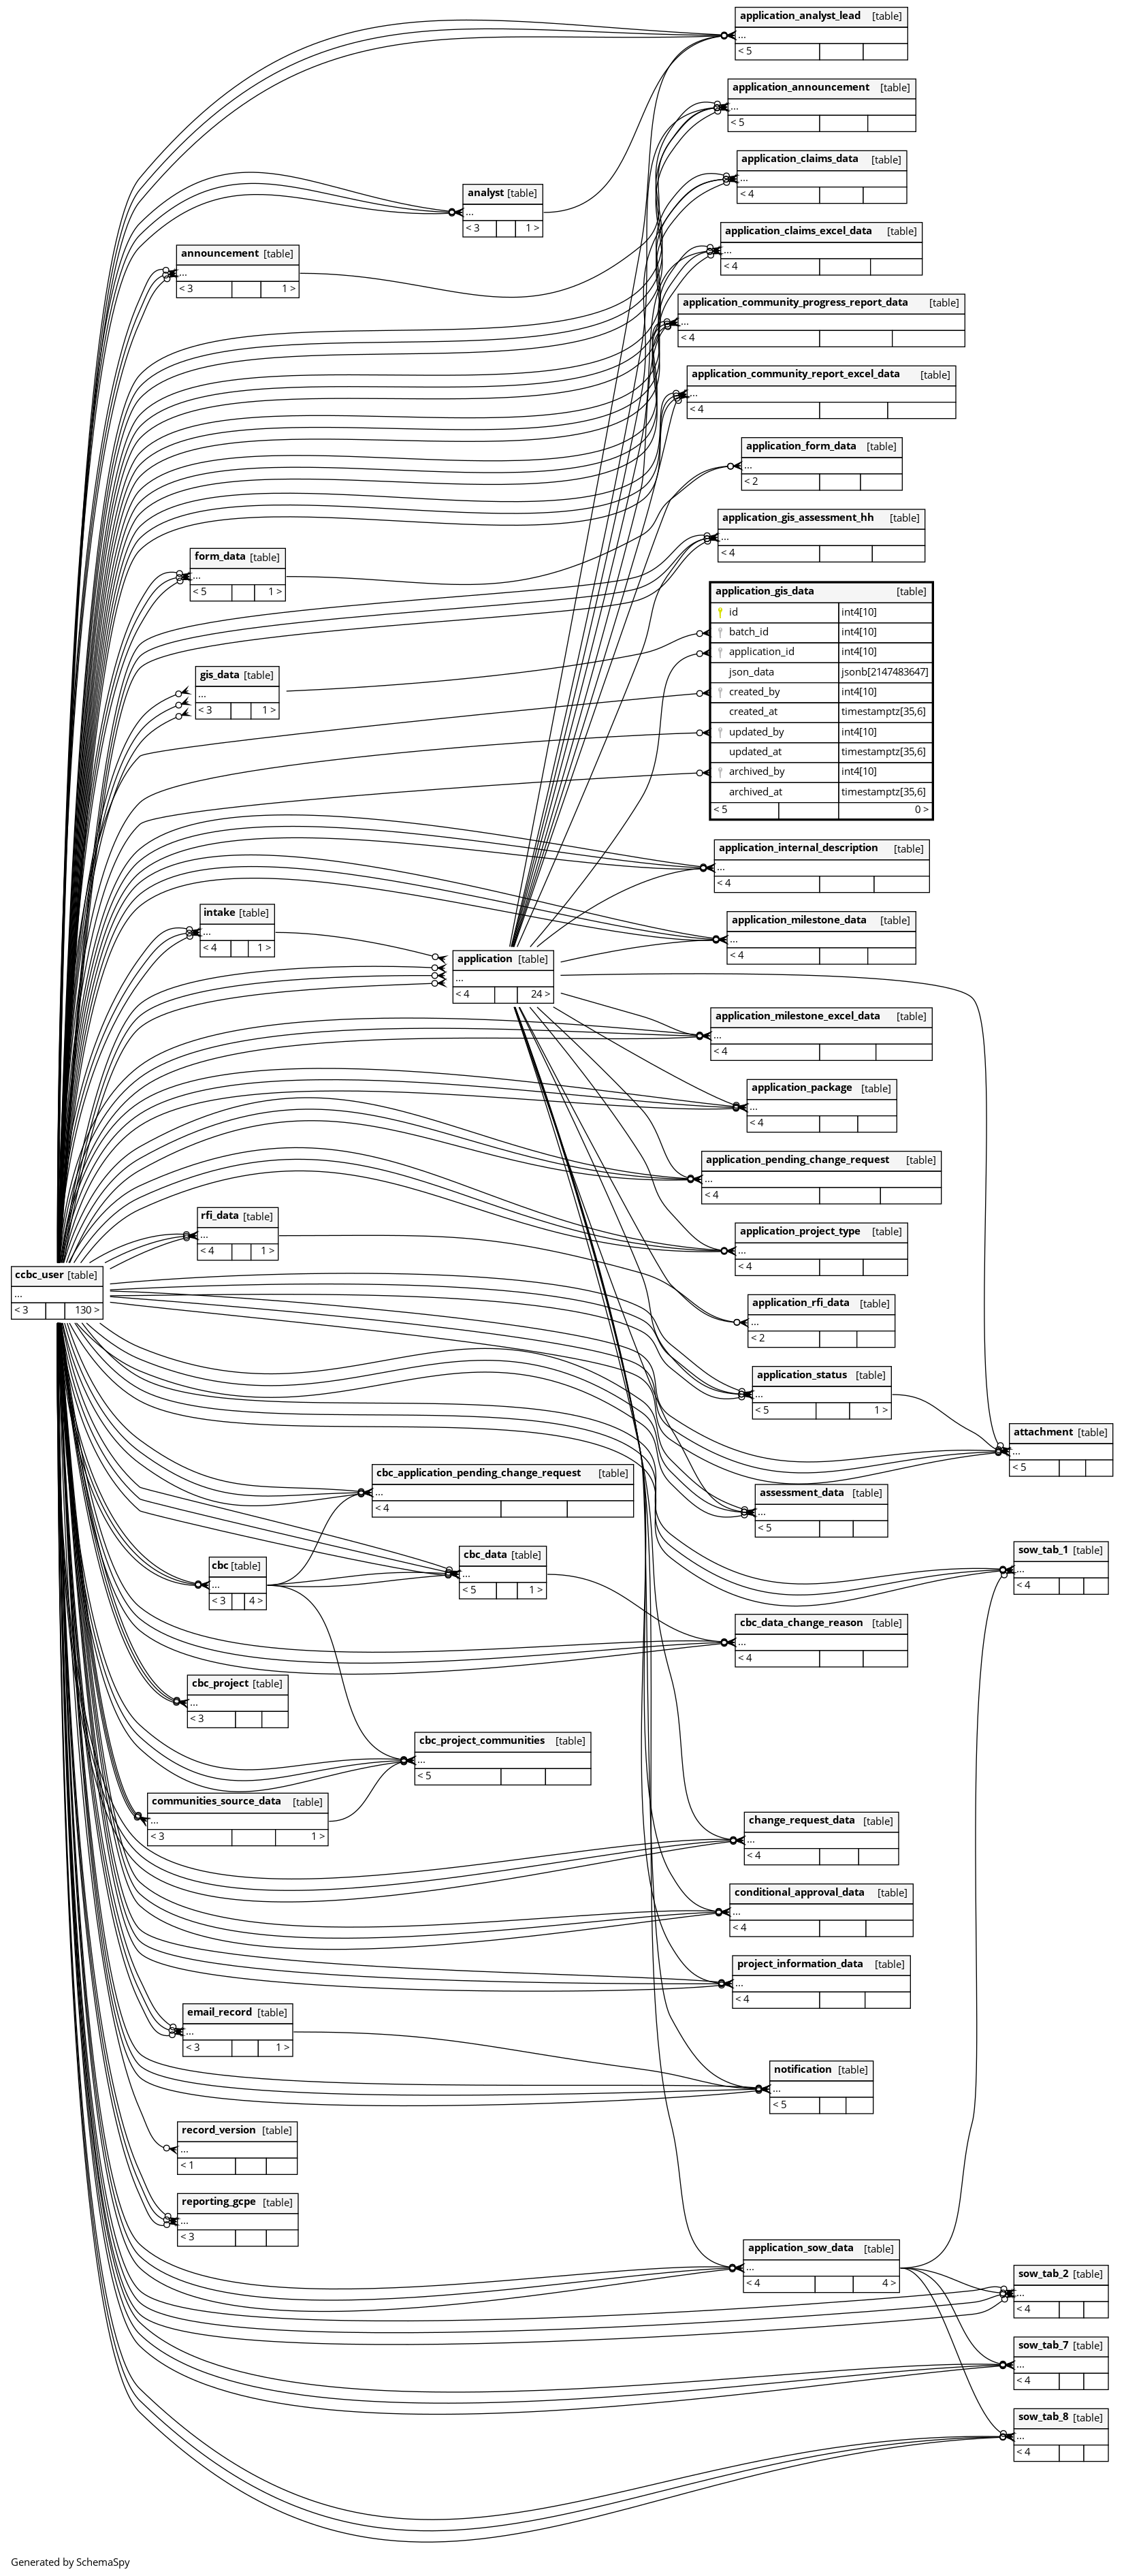 application_analyst_lead [table]
...
< 5
application_announcement [table]
...
< 5
application_claims_data [table]
...
< 4
analyst [table]
...
< 3 1 >
application_claims_excel_data [table]
...
< 4
announcement [table]
...
< 3 1 >
application_community_progress_report_data [table]
...
< 4
application_community_report_excel_data [table]
...
< 4
application_form_data [table]
...
< 2
application_gis_assessment_hh [table]
...
< 4
form_data [table]
...
< 5 1 >
application_gis_data [table]
id int4[10]
batch_id int4[10]
application_id int4[10]
json_data jsonb[2147483647]
created_by int4[10]
created_at timestamptz[35,6]
updated_by int4[10]
updated_at timestamptz[35,6]
archived_by int4[10]
archived_at timestamptz[35,6]
< 5 0 >
gis_data [table]
...
< 3 1 >
application_internal_description [table]
...
< 4
intake [table]
...
< 4 1 >
application_milestone_data [table]
...
< 4
application [table]
...
< 4 24 >
application_milestone_excel_data [table]
...
< 4
application_package [table]
...
< 4
application_pending_change_request [table]
...
< 4
rfi_data [table]
...
< 4 1 >
application_project_type [table]
...
< 4
ccbc_user [table]
...
< 3 130 >
application_rfi_data [table]
...
< 2
application_status [table]
...
< 5 1 >
attachment [table]
...
< 5
cbc_application_pending_change_request [table]
...
< 4
assessment_data [table]
...
< 5
sow_tab_1 [table]
...
< 4
cbc_data [table]
...
< 5 1 >
cbc [table]
...
< 3 4 >
cbc_data_change_reason [table]
...
< 4
cbc_project [table]
...
< 3
cbc_project_communities [table]
...
< 5
communities_source_data [table]
...
< 3 1 >
change_request_data [table]
...
< 4
conditional_approval_data [table]
...
< 4
project_information_data [table]
...
< 4
email_record [table]
...
< 3 1 >
notification [table]
...
< 5
record_version [table]
...
< 1
reporting_gcpe [table]
...
< 3
application_sow_data [table]
...
< 4 4 >
sow_tab_2 [table]
...
< 4
sow_tab_7 [table]
...
< 4
sow_tab_8 [table]
...
< 4
Generated by SchemaSpy